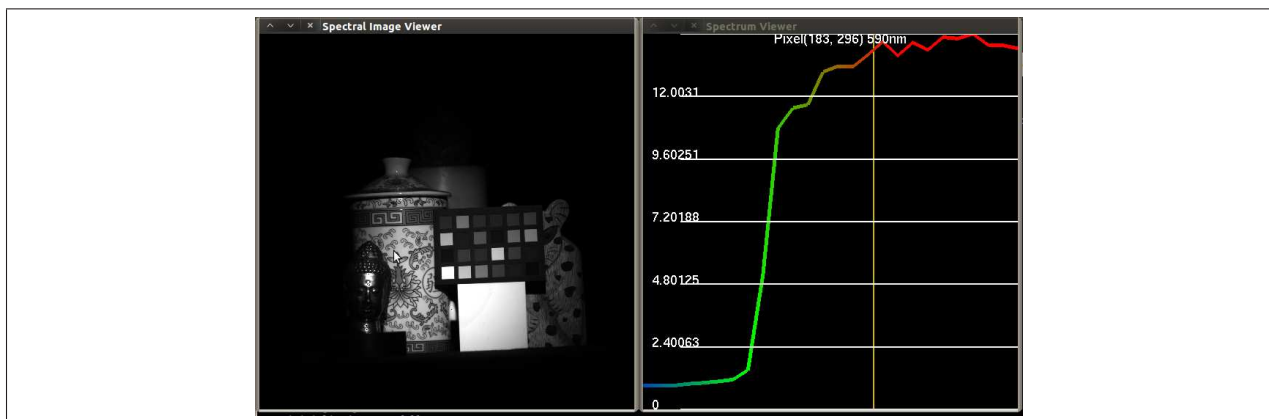 Spectral Image Viewer
Spectrum Viewer
Pixel(183, 296) 590nm
12.0031
9.60251
7.20188
4.80125
2.40063
0